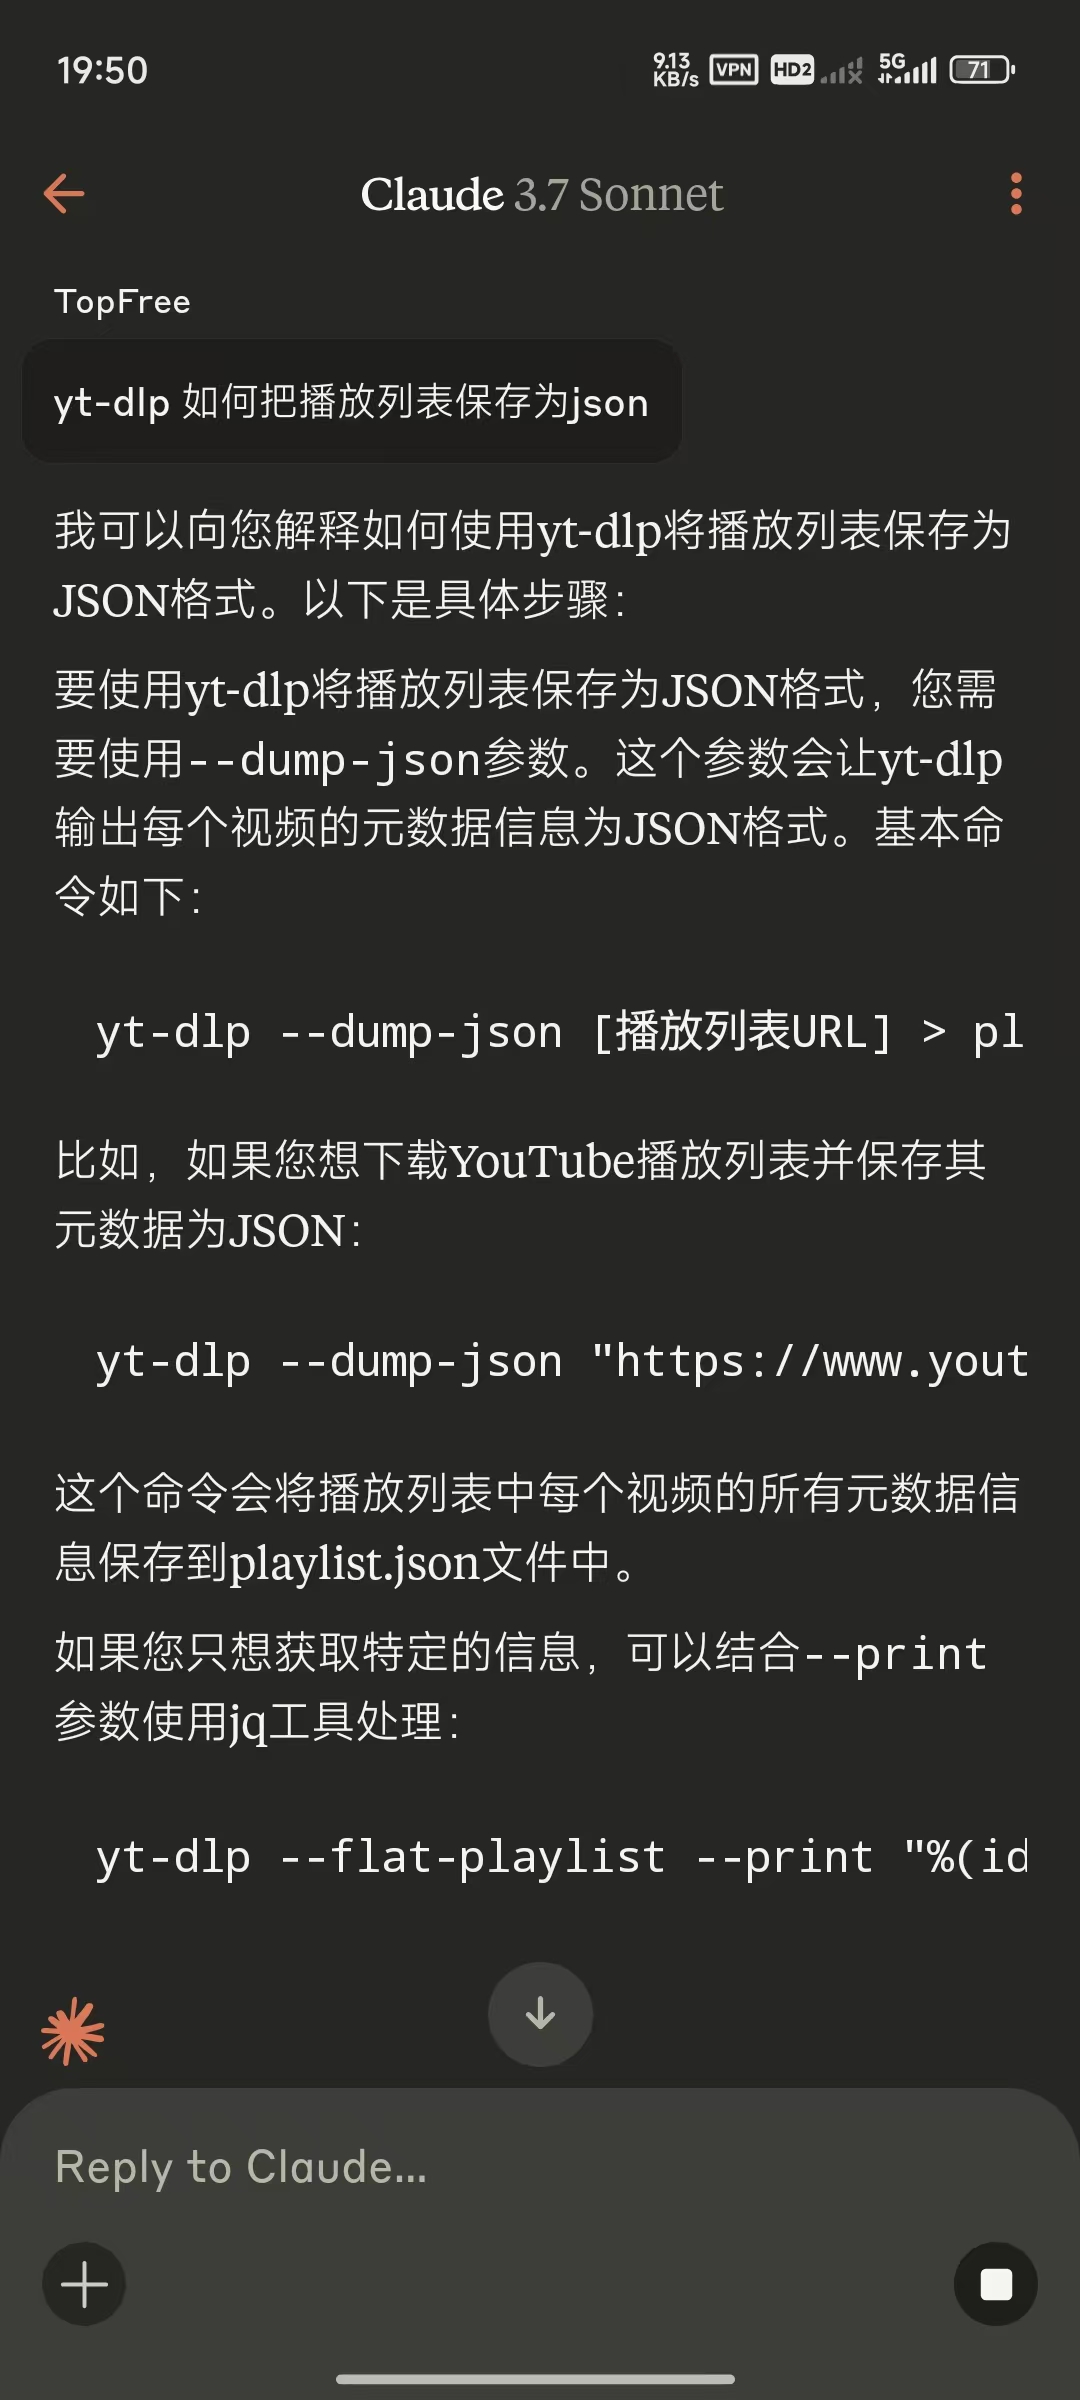 19:50
9.13 KB/s VPN HD2 5G 71
Claude 3.7 Sonnet
TopFree
yt-dlp 如何把播放列表保存为json
我可以向您解释如何使用yt-dlp将播放列表保存为
JSON格式。以下是具体步骤：
要使用yt-dlp将播放列表保存为JSON格式，您需
要使用--dump-json参数。这个参数会让yt-dlp
输出每个视频的元数据信息为JSON格式。基本命
令如下：
yt-dlp --dump-json [播放列表URL] > pl
比如，如果您想下载YouTube播放列表并保存其
元数据为JSON：
yt-dlp --dump-json "https://www.yout
这个命令会将播放列表中每个视频的所有元数据信
息保存到playlist.json文件中。
如果您只想获取特定的信息，可以结合--print
参数使用jq工具处理：
yt-dlp --flat-playlist --print "%(id
Reply to Claude...